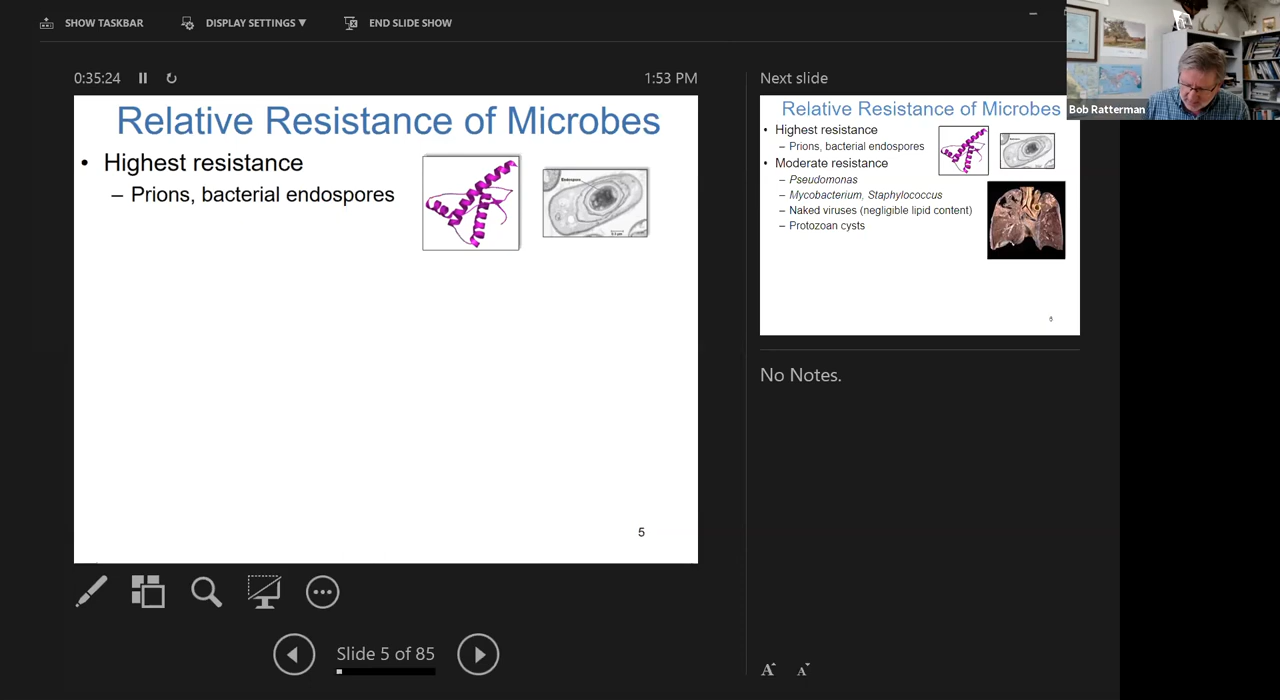 SHOW TASKBAR
DISPLAY SETTINGS ▼
END SLIDE SHOW
0:35:24
1:53 PM
Relative Resistance of Microbes
• Highest resistance
– Prions, bacterial endospores
5
Slide 5 of 85
Next slide
Relative Resistance of Microbes
• Highest resistance
– Prions, bacterial endospores
• Moderate resistance
– Pseudomonas
– Mycobacterium, Staphylococcus
– Naked viruses (negligible lipid content)
– Protozoan cysts
No Notes.
A A
Bob Ratterman